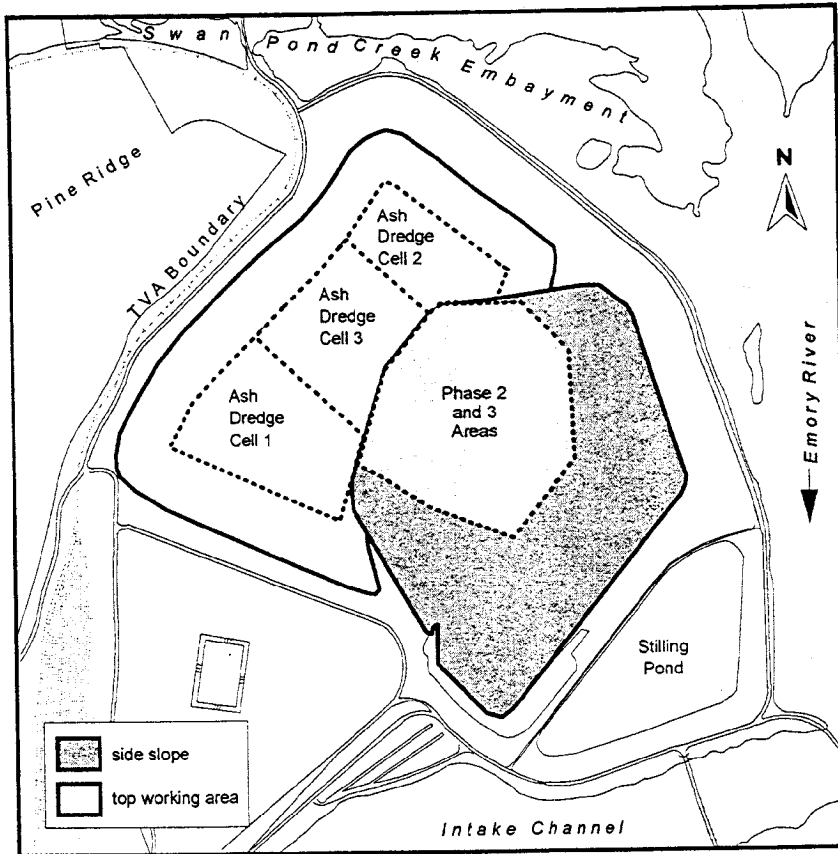 Swan Pond Creek Embayment
Pine Ridge
TVA Boundary
N
Ash
Dredge
Cell 2
Ash
Dredge
Cell 3
Ash
Dredge
Cell 1
Phase 2
and 3
Areas
Emory River
Stilling
Pond
side slope
top working area
Intake Channel